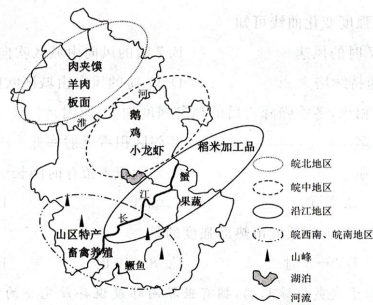 肉夹馍
羊肉
板面
淮
河
鹅
鸡
小龙虾
稻米加工品
蟹
果蔬
江
长
山区特产
畜禽养殖
鳜鱼
皖北地区
皖中地区
沿江地区
皖西南、皖南地区
山峰
湖泊
河流